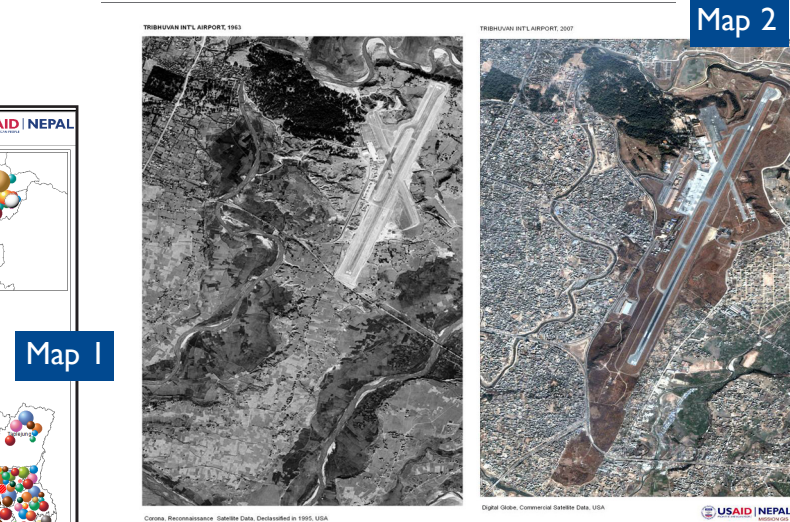 Map 2
TRIBHUVAN INT'L AIRPORT, 1963
TRIBHUVAN INT'L AIRPORT, 2007
AID NEPAL
Map 1
Taplejung
Corona, Reconnaissance Satellite Data, Declassified in 1995, USA
Digital Globe, Commercial Satellite Data, USA
USAID NEPAL
MISSION GIS